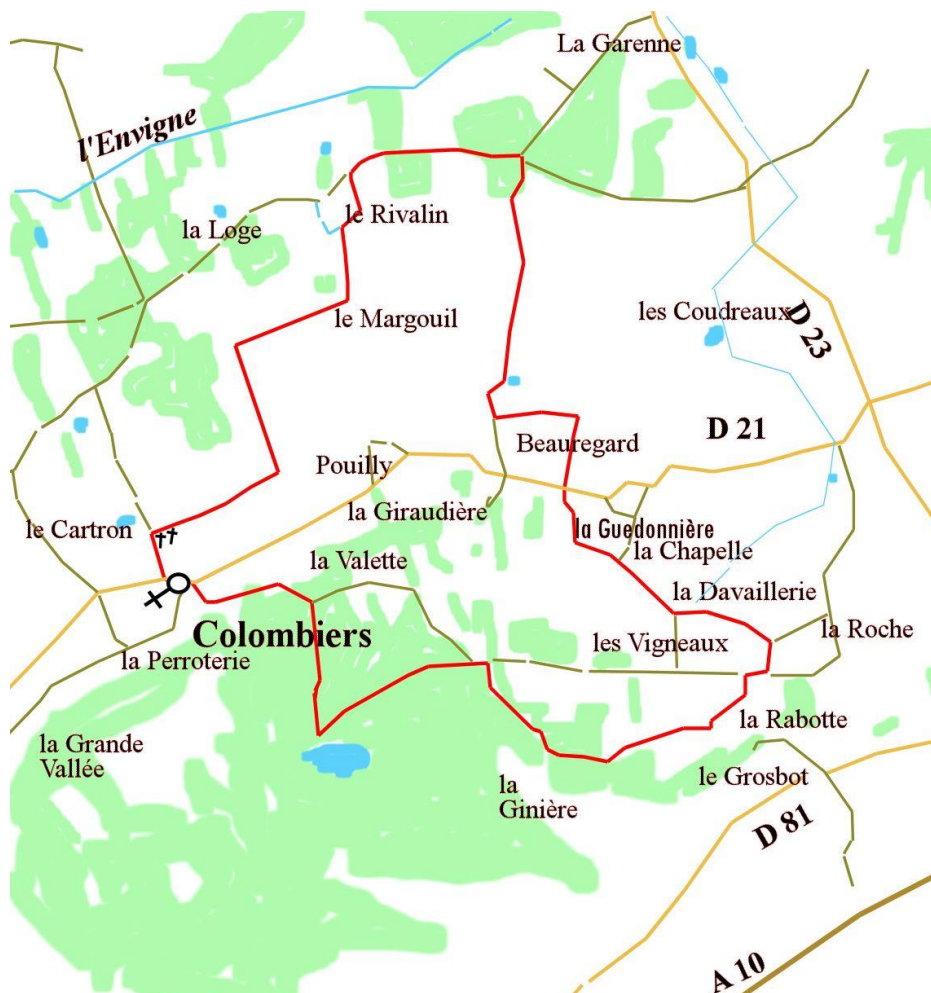 La Garenne
l'Envigne
le Rivalin
la Loge
les Coudreaux
D 23
le Margouil
D 21
Beauregard
Pouilly
la Giraudière
le Cartron
la Guedonnière
la Chapelle
la Valette
la Davaillerie
Colombiers
la Roche
les Vigneaux
la Perroterie
la Rabotte
la Grande
Vallée
le Grosbot
la
Ginière
D 81
A 10